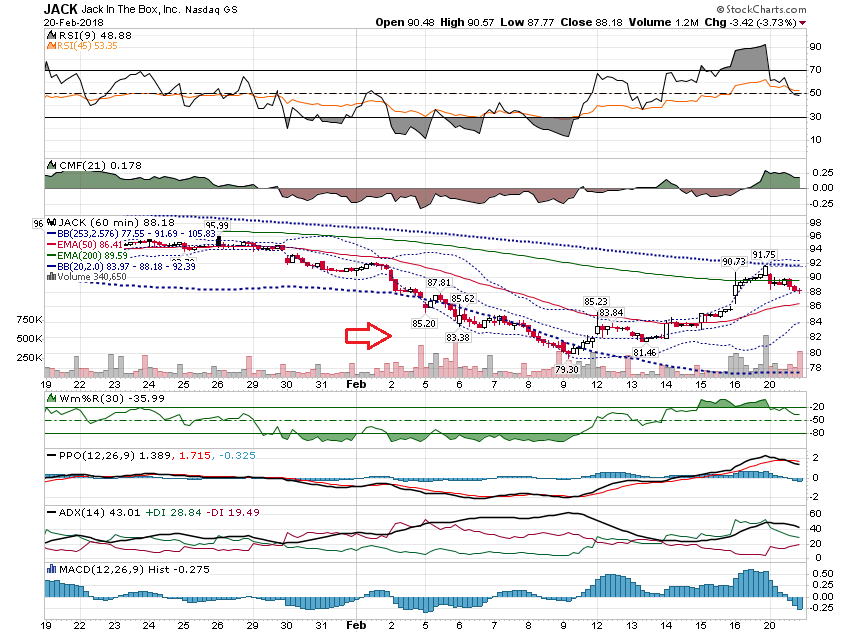 JACK Jack In The Box, Inc. Nasdaq GS
© StockCharts.com
20-Feb-2018
Open 90.48 High 90.57 Low 87.77 Close 88.18 Volume 1.2M Chg -3.42 (-3.73%)
RSI(9) 48.88
RSI(45) 53.35
90
70
50
30
10
CMF(21) 0.178
0.25
0.00
-0.25
96
JACK (60 min) 88.18
BB(253,2.576) 77.55 - 91.69 - 105.83
EMA(50) 86.41
EMA(200) 89.59
BB(20,2.0) 83.97 - 88.18 - 92.39
Volume 340,650
95.99
87.81
85.62
85.20
83.38
79.30
85.23
83.84
81.46
90.73
91.75
98
96
94
92
90
88
86
84
82
80
78
750K
500K
250K
19 22 23 24 25 26 29 30 31 Feb 2 5 6 7 8 9 12 13 14 15 16 20
Wm%R(30) -35.99
-20
-50
-80
PPO(12,26,9) 1.389, 1.715, -0.325
2
0
-2
ADX(14) 43.01 +DI 28.84 -DI 19.49
60
40
20
0
MACD(12,26,9) Hist -0.275
0.50
0.25
0.00
-0.25
19 22 23 24 25 26 29 30 31 Feb 2 5 6 7 8 9 12 13 14 15 16 20